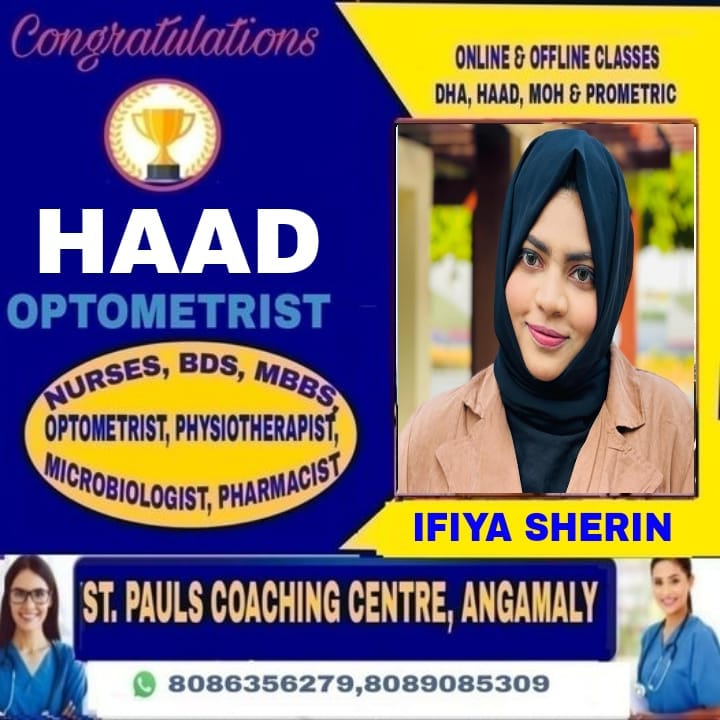 Congratulations
ONLINE & OFFLINE CLASSES
DHA, HAAD, MOH & PROMETRIC
HAAD
OPTOMETRIST
NURSES, BDS, MBBS,
OPTOMETRIST, PHYSIOTHERAPIST,
MICROBIOLOGIST, PHARMACIST
IFIYA SHERIN
ST. PAULS COACHING CENTRE, ANGAMALY
8086356279,8089085309